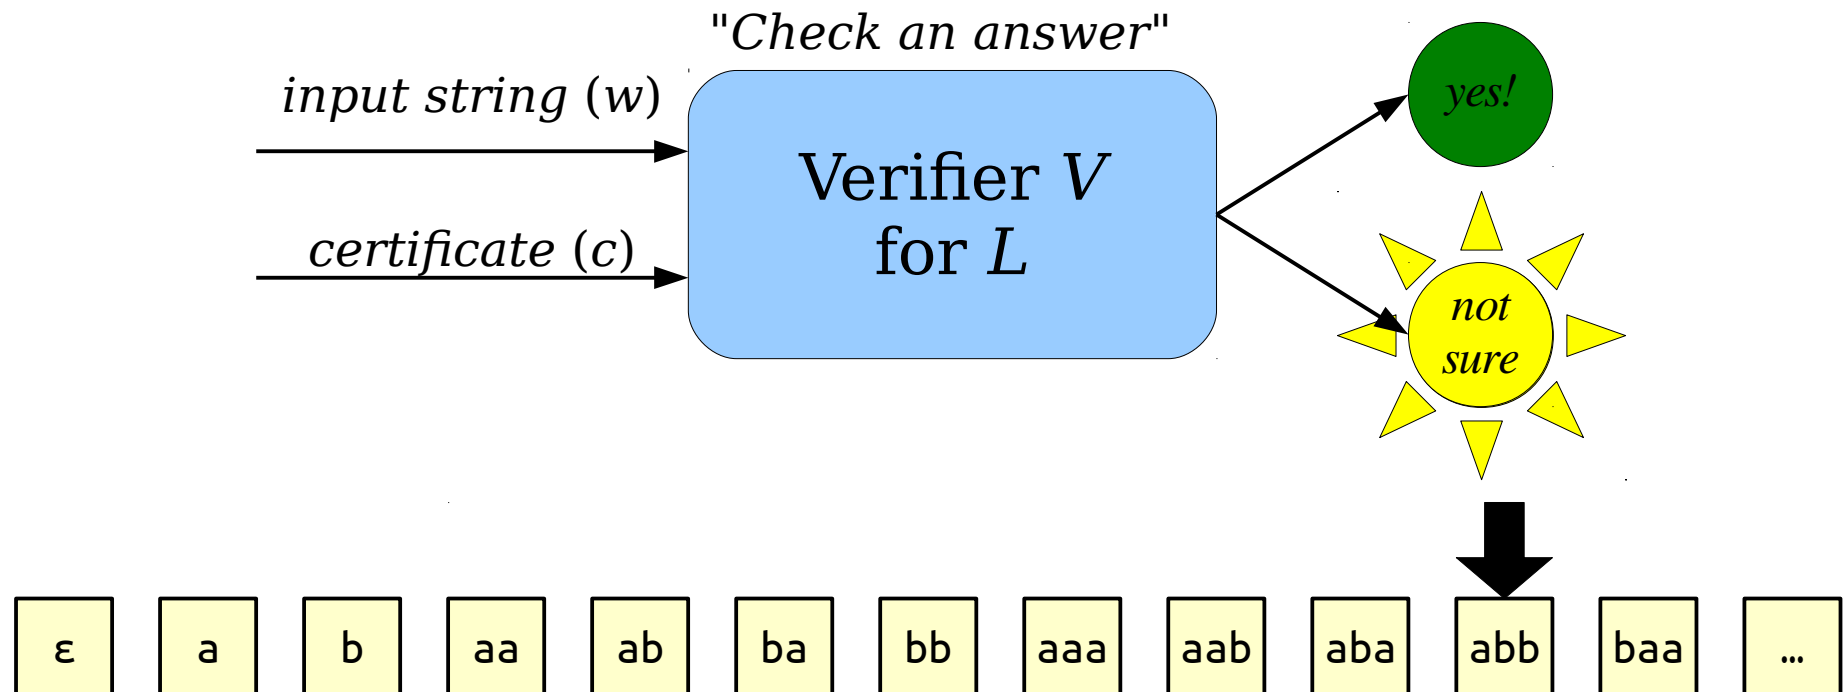 "Check an answer"
input string (w)
certificate (c)
Verifier V
for L
yes!
not
sure
ε a b aa ab ba bb aaa aab aba abb baa …